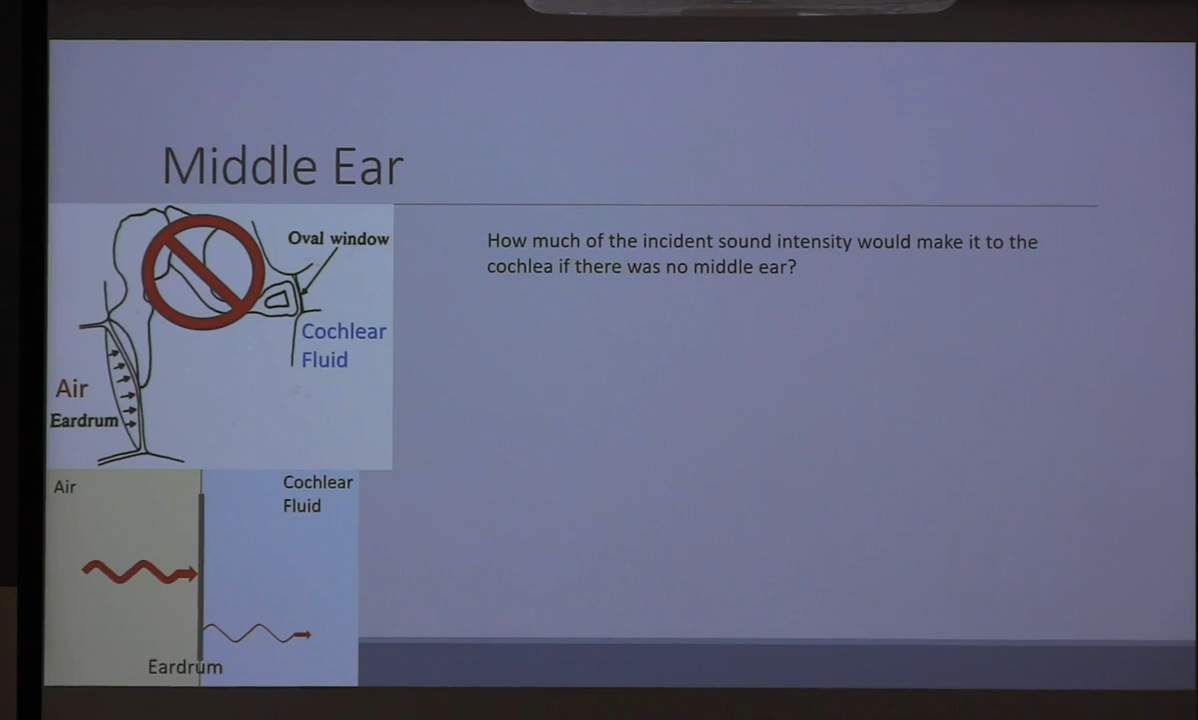 Middle Ear
How much of the incident sound intensity would make it to the
cochlea if there was no middle ear?
Oval window
Cochlear
Fluid
Air
Eardrum
Air
Cochlear
Fluid
Eardrum